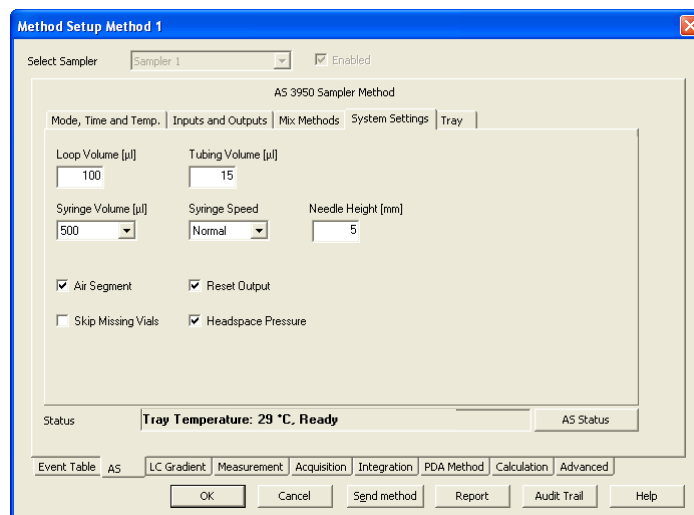 Method Setup Method 1
Select Sampler Sampler 1 Enabled
AS 3950 Sampler Method
Mode, Time and Temp. Inputs and Outputs Mix Methods System Settings Tray
Loop Volume [µl] Tubing Volume [µl]
100 15
Syringe Volume [µl] Syringe Speed Needle Height [mm]
500 Normal 5
Air Segment Reset Output
Skip Missing Vials Headspace Pressure
Status Tray Temperature: 29 °C, Ready AS Status
Event Table AS LC Gradient Measurement Acquisition Integration PDA Method Calculation Advanced
OK Cancel Send method Report Audit Trail Help